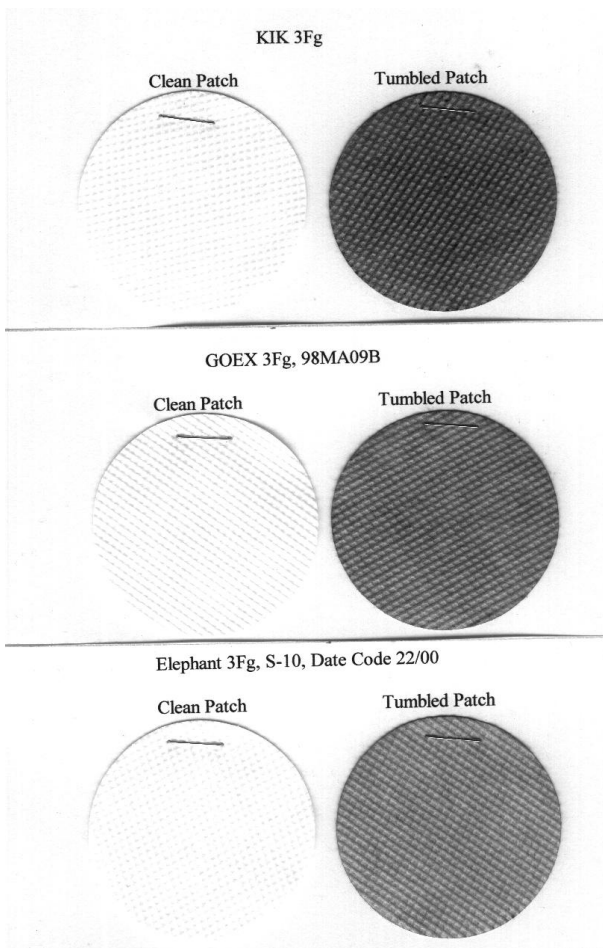 KIK 3Fg
Clean Patch
Tumbled Patch
GOEX 3Fg, 98MA09B
Clean Patch
Tumbled Patch
Elephant 3Fg, S-10, Date Code 22/00
Clean Patch
Tumbled Patch